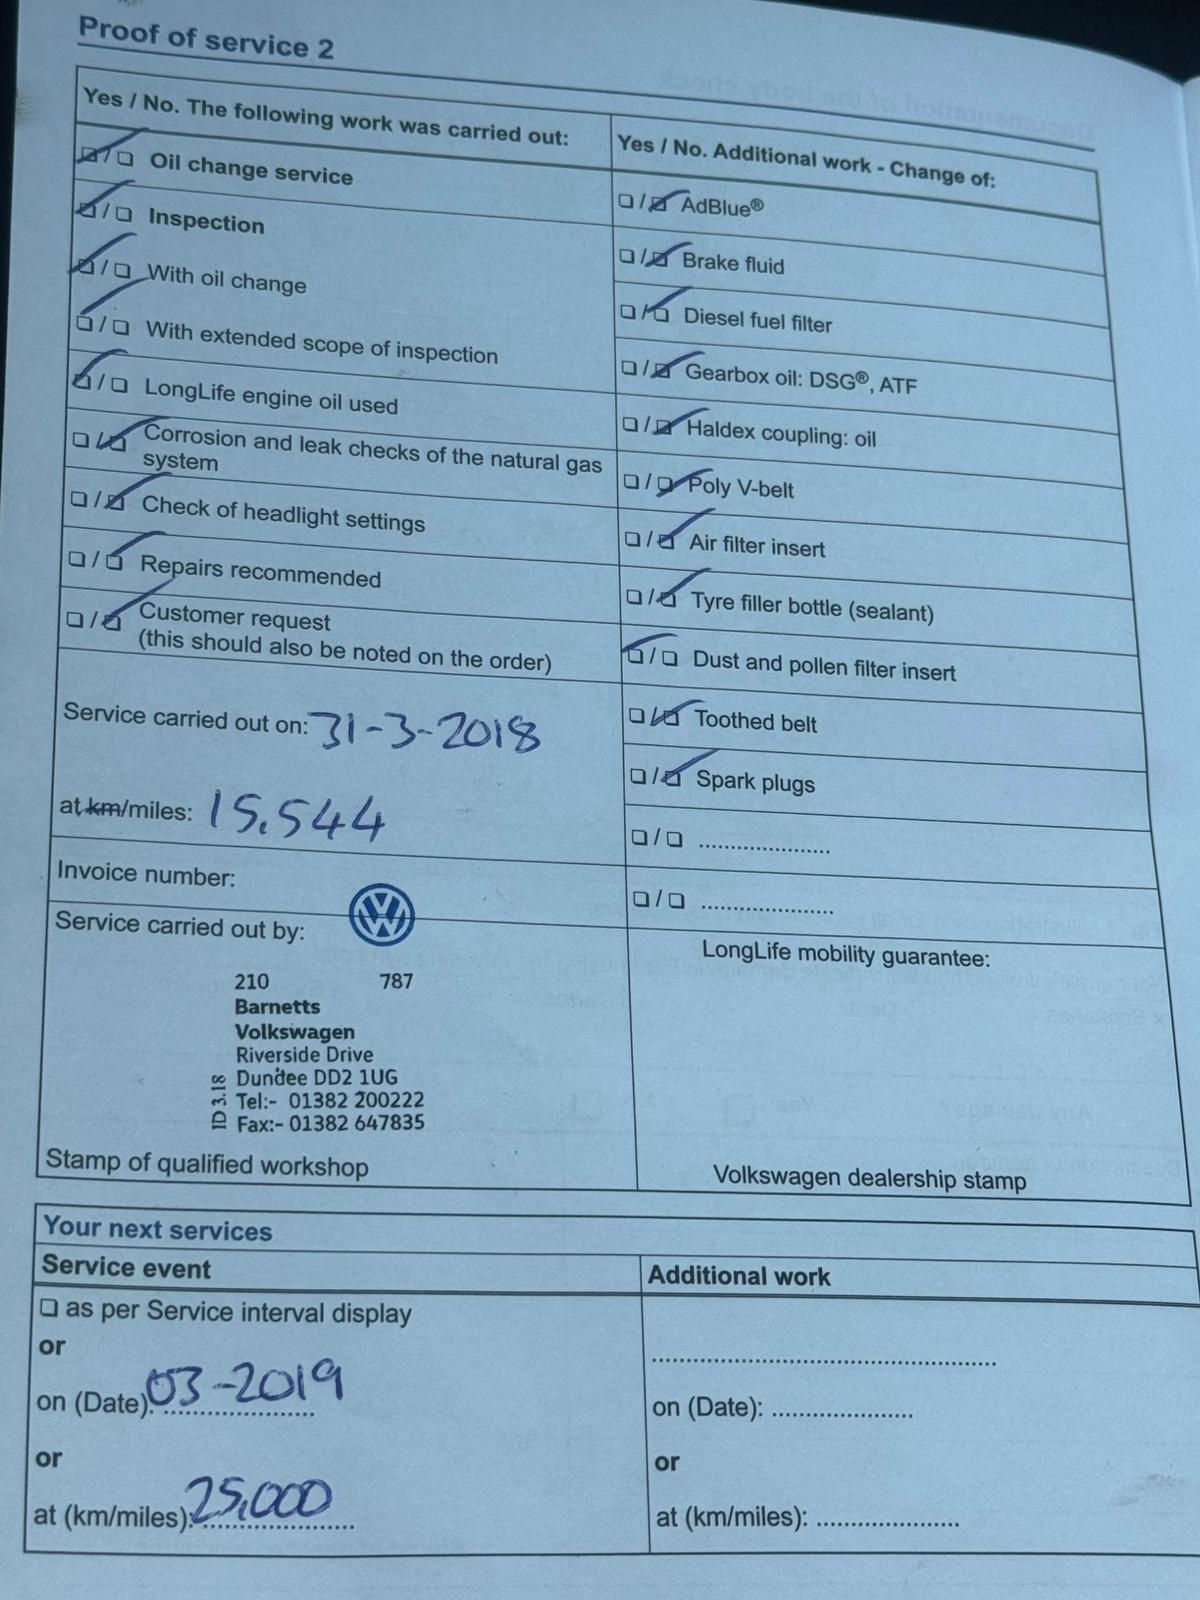 Proof of service 2
Yes / No. The following work was carried out:
Oil change service
Inspection
With oil change
With extended scope of inspection
LongLife engine oil used
Corrosion and leak checks of the natural gas
system
Check of headlight settings
Repairs recommended
Customer request
(this should also be noted on the order)
Service carried out on: 31-3-2018
at km/miles: 15,544
Invoice number:
Service carried out by:
210 787
Barnetts
Volkswagen
Riverside Drive
Dundee DD2 1UG
Tel:- 01382 200222
Fax:- 01382 647835
ID 3.18
Stamp of qualified workshop
Yes / No. Additional work - Change of:
AdBlue®
Brake fluid
Diesel fuel filter
Gearbox oil: DSG®, ATF
Haldex coupling: oil
Poly V-belt
Air filter insert
Tyre filler bottle (sealant)
Dust and pollen filter insert
Toothed belt
Spark plugs
LongLife mobility guarantee:
Volkswagen dealership stamp
Your next services
Service event
as per Service interval display
or
on (Date): 03-2019
or
at (km/miles): 25,000
Additional work
on (Date):
or
at (km/miles):